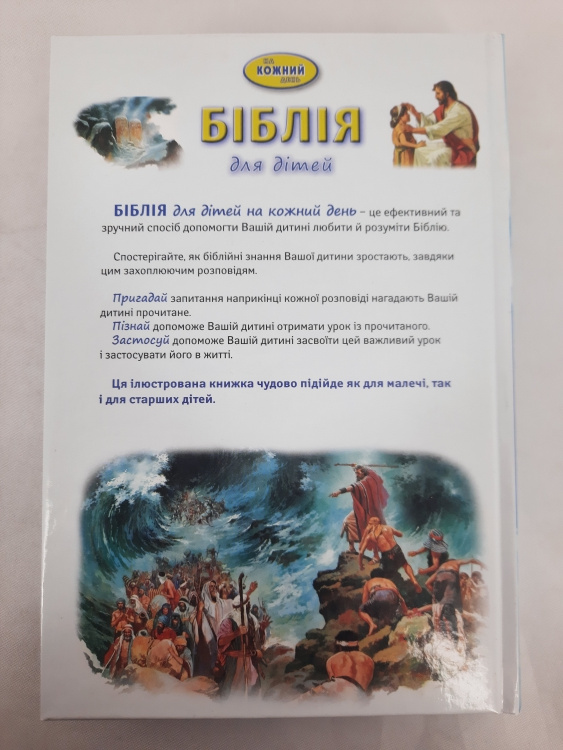 НА
КОЖНИЙ
ДЕНЬ
БІБЛІЯ
для дітей
БІБЛІЯ для дітей на кожний день – це ефективний та
зручний спосіб допомогти Вашій дитині любити й розуміти Біблію.
Спостерігайте, як біблійні знання Вашої дитини зростають, завдяки
цим захоплюючим розповідям.
Пригадай запитання наприкінці кожної розповіді нагадають Вашій
дитині прочитане.
Пізнай допоможе Вашій дитині отримати урок із прочитаного.
Застосуй допоможе Вашій дитині засвоїти цей важливий урок
і застосувати його в житті.
Ця ілюстрована книжка чудово підійде як для малечі, так
і для старших дітей.